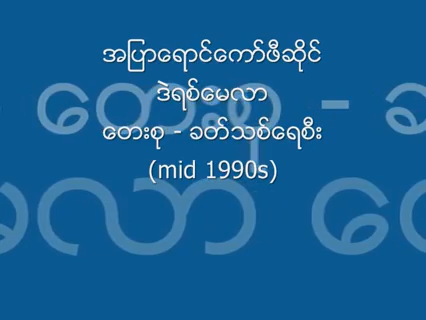 အပြာရောင်ကော်ဖီဆိုင်
ဒဲရစ်မေလာ
တေးစု - ခတ်သစ်ရေစီး
(mid 1990s)